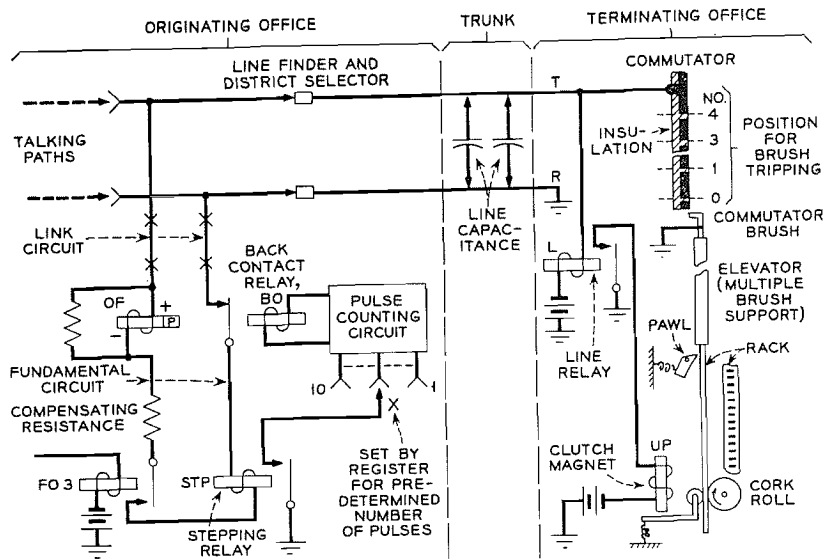 ORIGINATING OFFICE
TRUNK
TERMINATING OFFICE
LINE FINDER AND
DISTRICT SELECTOR
COMMUTATOR
T
NO.
4
3
1
0
INSU-
LATION
POSITION
FOR
BRUSH
TRIPPING
TALKING
PATHS
R
LINK
CIRCUIT
LINE
CAPAC-
ITANCE
COMMUTATOR
BRUSH
BACK
CONTACT
RELAY,
BO
PULSE
COUNTING
CIRCUIT
L
ELEVATOR
(MULTIPLE
BRUSH
SUPPORT)
OF
+
P
-
PAWL
RACK
LINE
RELAY
FUNDAMENTAL
CIRCUIT
10
1
COMPENSATING
RESISTANCE
SET BY
REGISTER
FOR PRE-
DETERMINED
NUMBER
OF PULSES
CLUTCH
MAGNET
UP
FO 3
STP
STEPPING
RELAY
CORK
ROLL